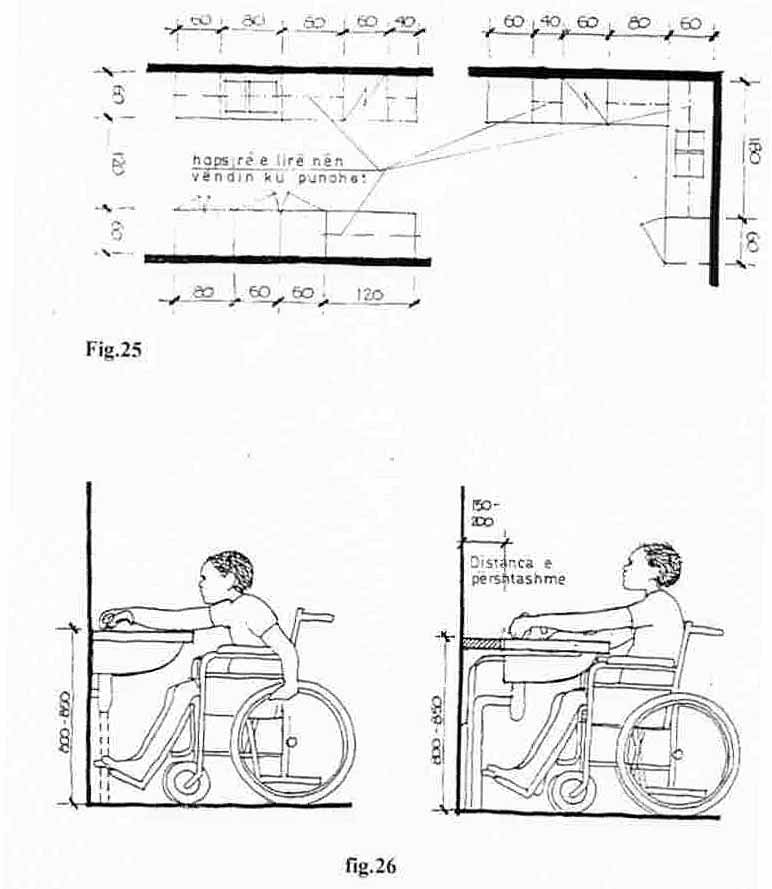 60 80 80 60 40
60 40 60 80 60
60
120
60
180
60
hapsirë e lirë nën
vëndin ku punohet
80 60 60 120
Fig.25
150-
200
Distanca e
përshtashme
800-850
800-850
fig.26